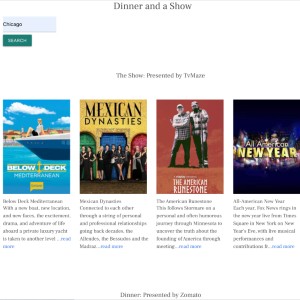 Dinner and a Show
Chicago
SEARCH
The Show: Presented by TvMaze
BELOW DECK
MEDITERRANEAN
MEXICAN
DYNASTIES
THE
AMERICAN
RUNESTONE
All American
NEW YEAR
Below Deck Mediterranean
With a new boat, new location,
and new faces, the excitement,
drama, and adventure of life
aboard a private luxury yacht
is taken to another level ... read
more
Mexican Dynasties
Connected to each other
through a string of personal
and professional relationships
going back decades, the
Allendes, the Bessudos and the
Madraz... read more
The American Runestone
This follows Stormare on a
personal and often humorous
journey through Minnesota to
uncover the truth about the
founding of America through
meeting... read more
All-American New Year
Each year, Fox News rings in
the new year live from Times
Square in New York on New
Year's Eve, with live musical
performances and
contributions fr... read more
Dinner: Presented by Zomato